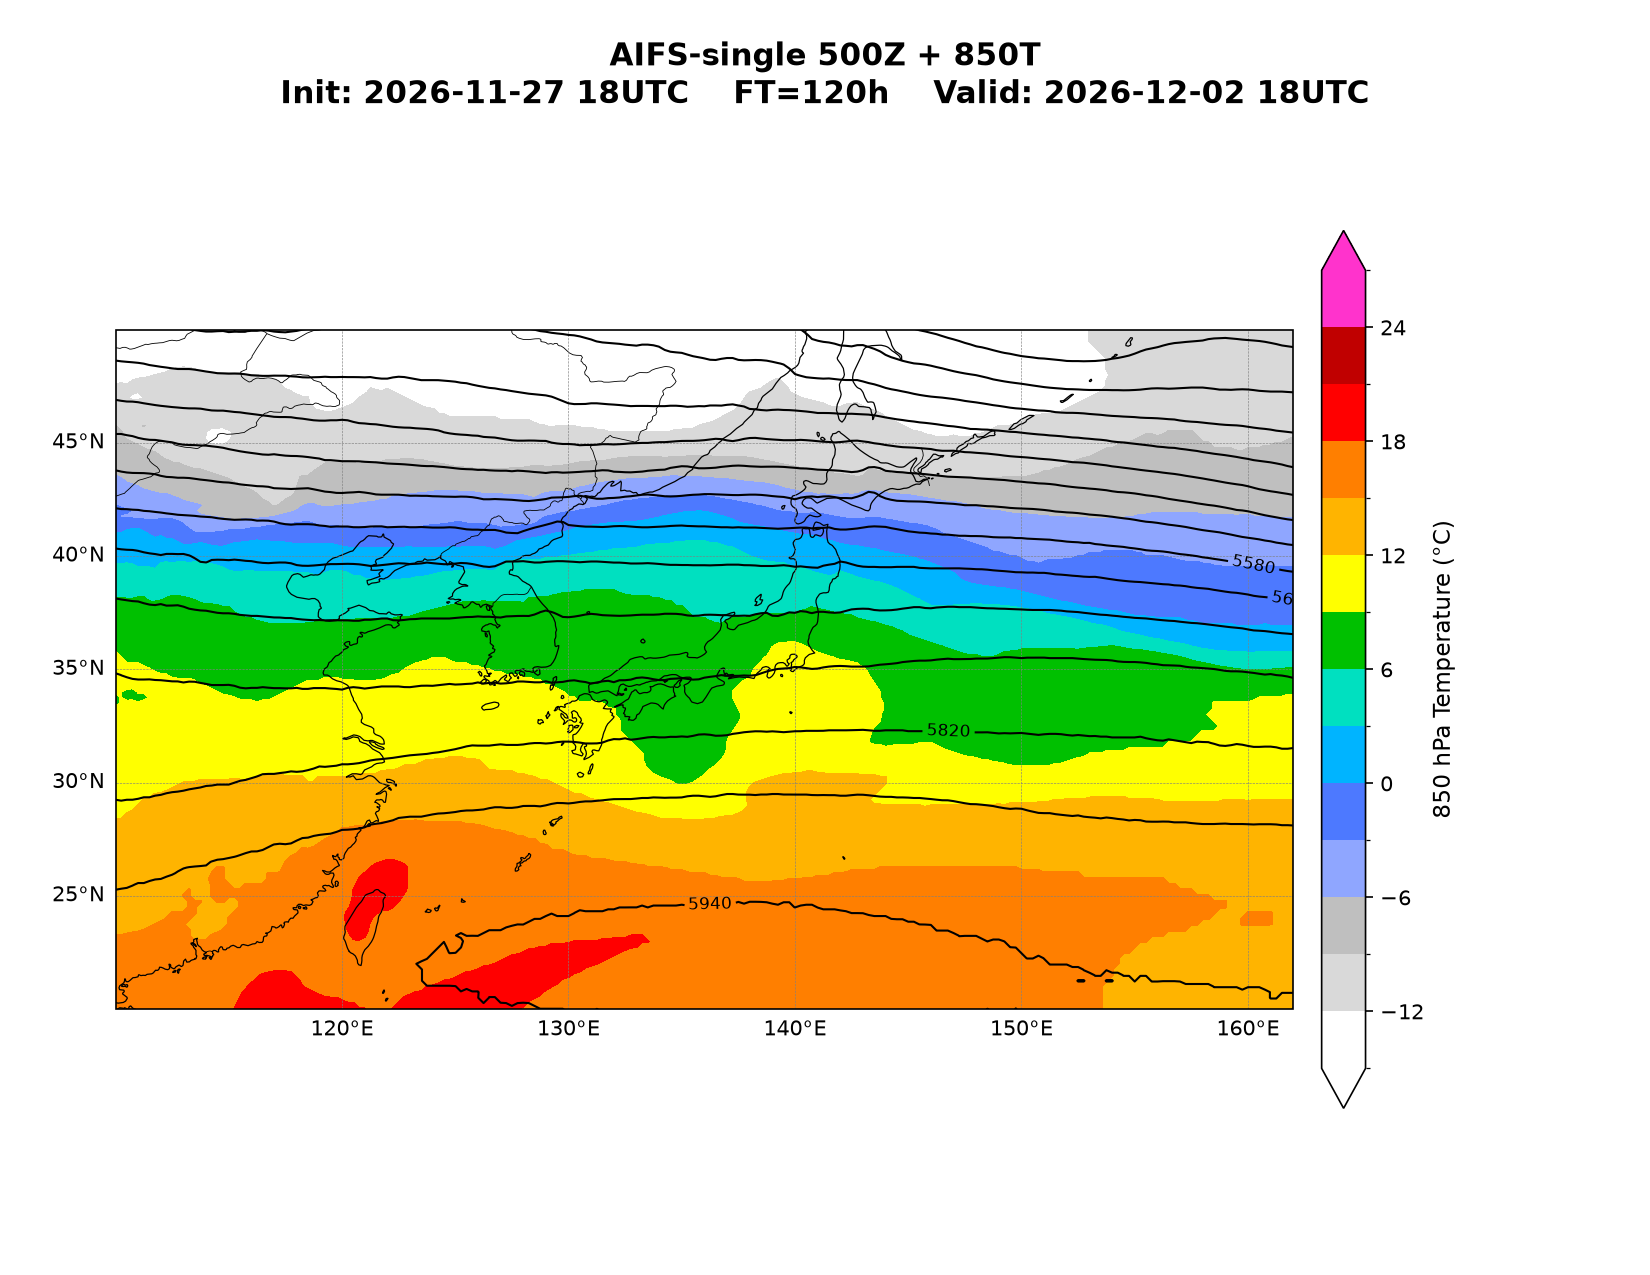 AIFS-single 500Z + 850T
Init: 2026-11-27 18UTC    FT=120h    Valid: 2026-12-02 18UTC
45°N
40°N
35°N
30°N
25°N
120°E
130°E
140°E
150°E
160°E
5580
56
5820
5940
24
18
12
6
0
−6
−12
850 hPa Temperature (°C)